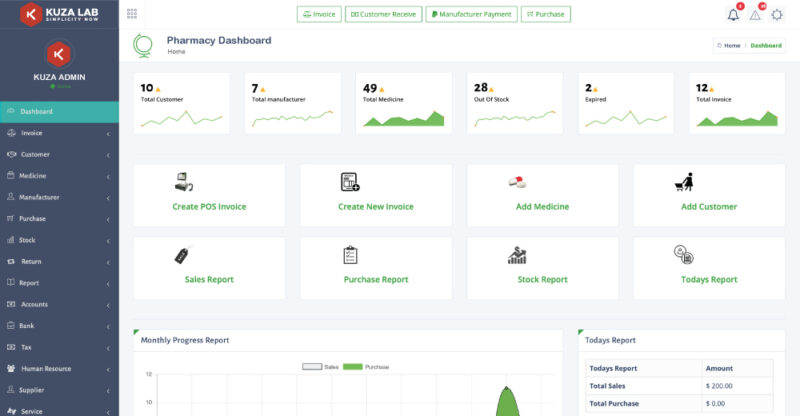 KUZA LAB
SIMPLICITY NOW
Invoice
Customer Receive
Manufacturer Payment
Purchase
Pharmacy Dashboard
Home
Home / Dashboard
KUZA ADMIN
Online
Dashboard
Invoice
Customer
Medicine
Manufacturer
Purchase
Stock
Return
Report
Accounts
Bank
Tax
Human Resource
Supplier
Service
10
Total Customer
7
Total manufacturer
49
Total Medicine
28
Out Of Stock
2
Expired
12
Total invoice
Create POS Invoice
Create New Invoice
Add Medicine
Add Customer
Sales Report
Purchase Report
Stock Report
Todays Report
Monthly Progress Report
Sales Purchase
12
10
Todays Report
Todays Report Amount
Total Sales $ 200.00
Total Purchase $ 0.00